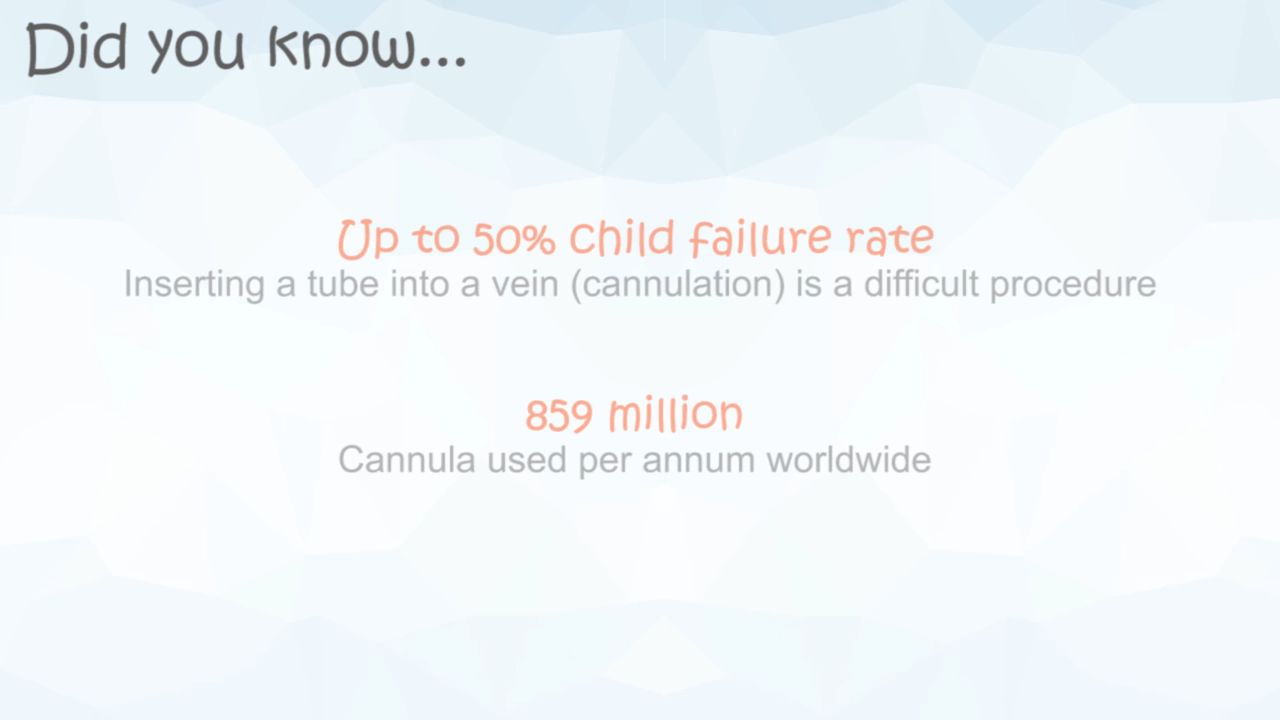 Did you know...
Up to 50% child failure rate
Inserting a tube into a vein (cannulation) is a difficult procedure
859 million
Cannula used per annum worldwide